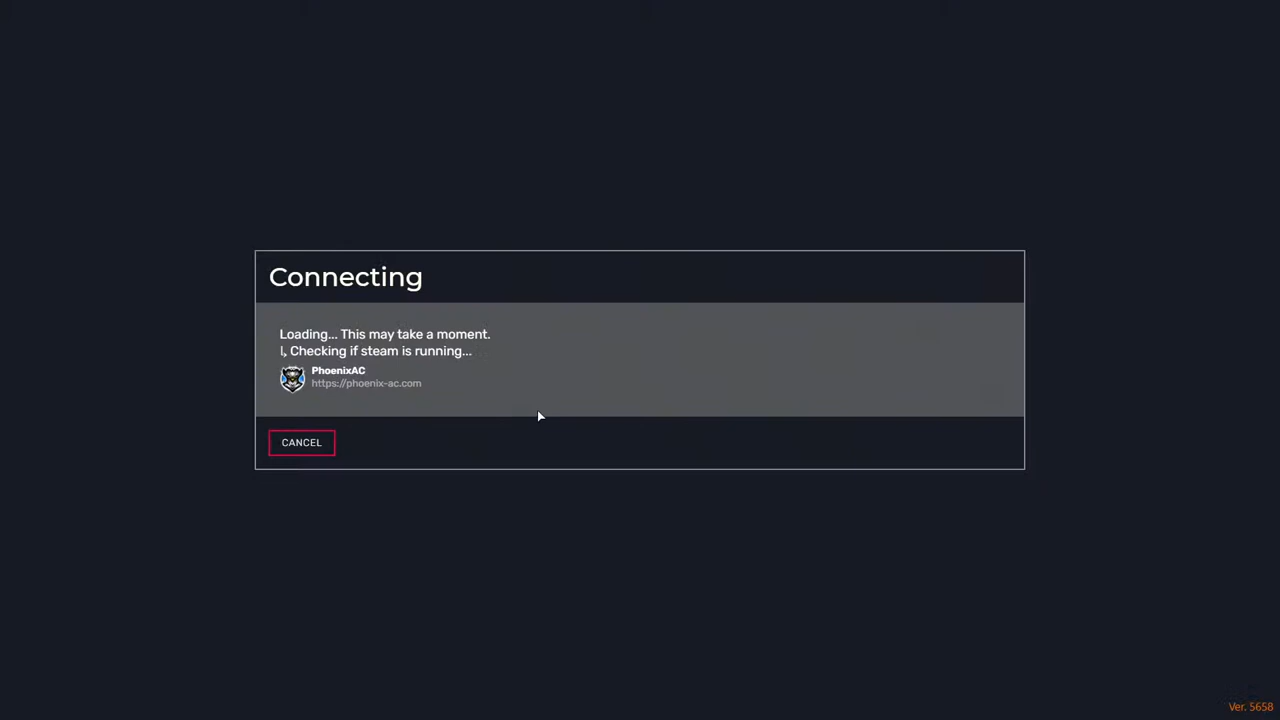 Connecting
Loading... This may take a moment.
Checking if steam is running...
PhoenixAC
https://phoenix-ac.com
CANCEL
Ver. 5658